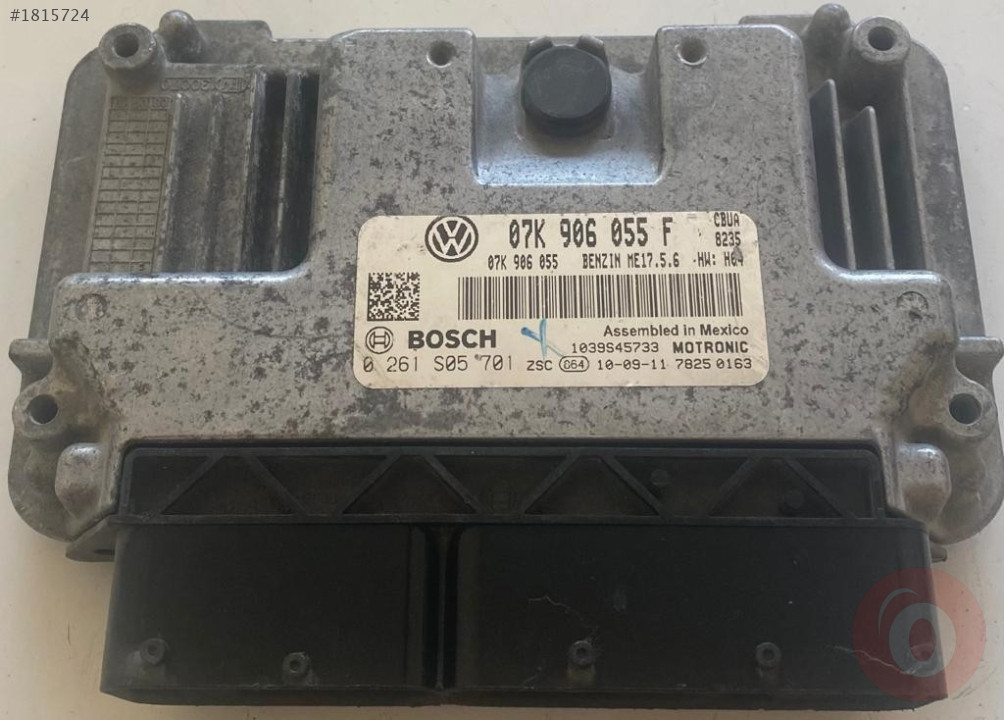 #1815724
07K 906 055 F
CBUA
8235
07K 906 055 BENZIN ME17.5.6 -HW: H04
BOSCH
Assembled in Mexico
1039S45733 MOTRONIC
0 261 S05 701 ZSC 064 10-09-11 7825 0163